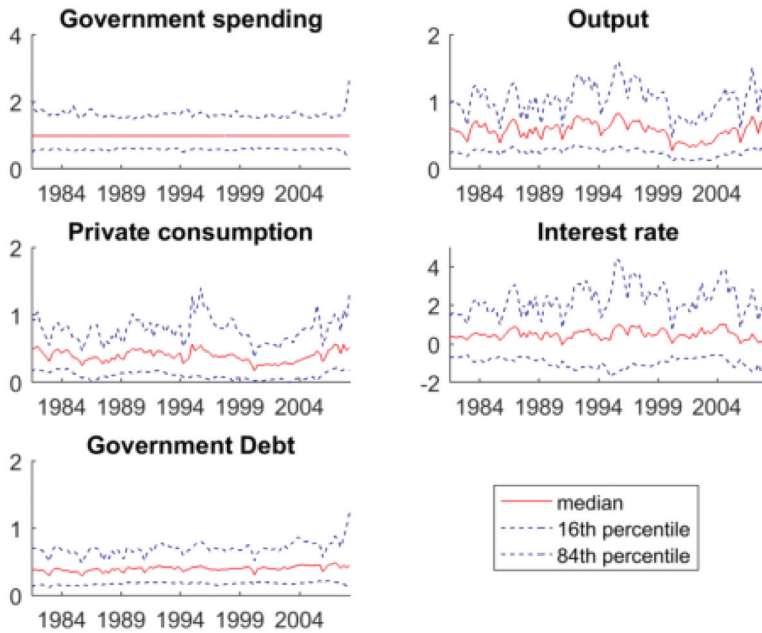 Government spending
4
2
0
1984 1989 1994 1999 2004
Output
2
1
0
1984 1989 1994 1999 2004
Private consumption
2
1
0
1984 1989 1994 1999 2004
Interest rate
4
2
0
-2
1984 1989 1994 1999 2004
Government Debt
2
1
0
1984 1989 1994 1999 2004
median
16th percentile
84th percentile